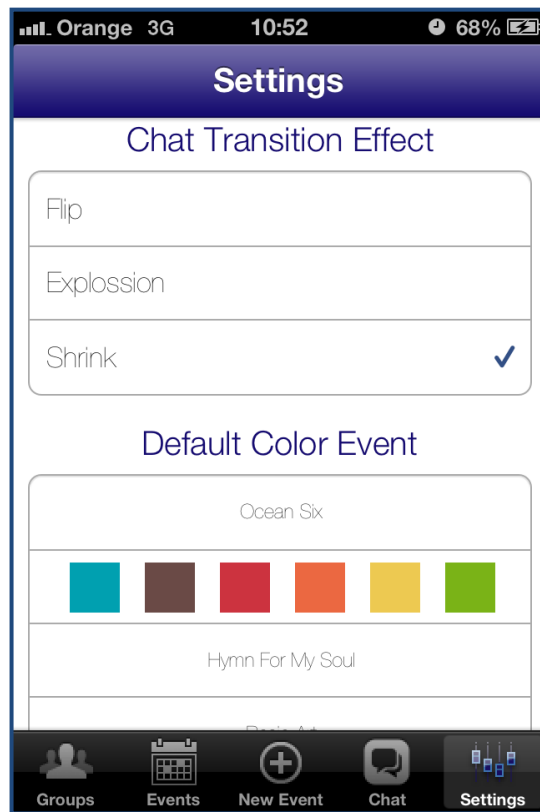 Orange 3G 10:52 68%
Settings
Chat Transition Effect
Flip
Explossion
Shrink
Default Color Event
Ocean Six
Hymn For My Soul
Groups Events New Event Chat Settings